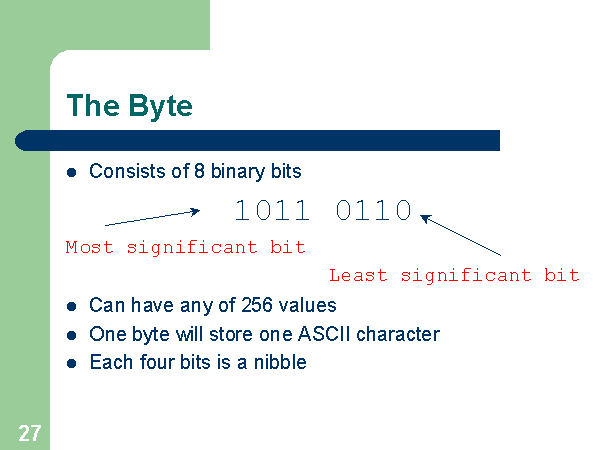 The Byte
Consists of 8 binary bits
1011 0110
Most significant bit
Least significant bit
Can have any of 256 values
One byte will store one ASCII character
Each four bits is a nibble
27